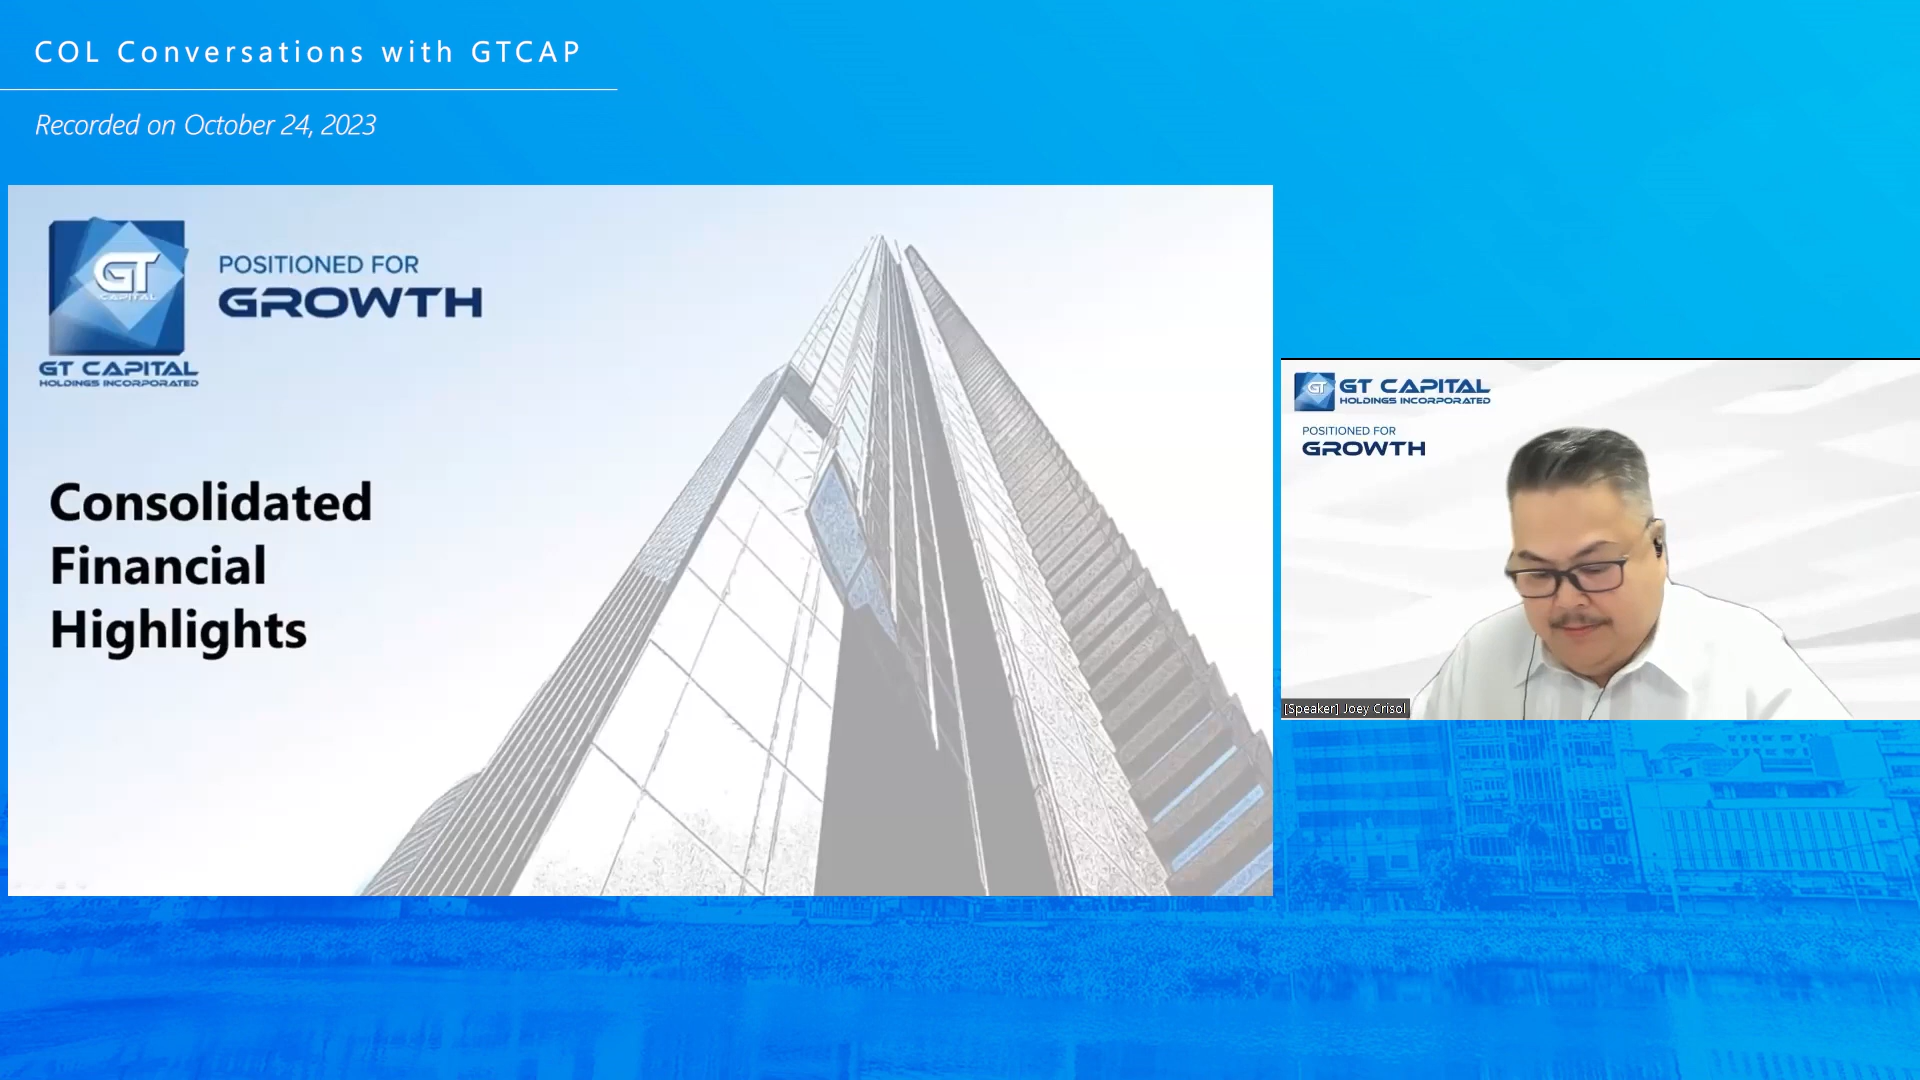 COL Conversations with GTCAP
Recorded on October 24, 2023
GT
CAPITAL
GT CAPITAL
HOLDINGS INCORPORATED
POSITIONED FOR
GROWTH
Consolidated
Financial
Highlights
GT
GT CAPITAL
HOLDINGS INCORPORATED
POSITIONED FOR
GROWTH
[Speaker] Joey Crisol